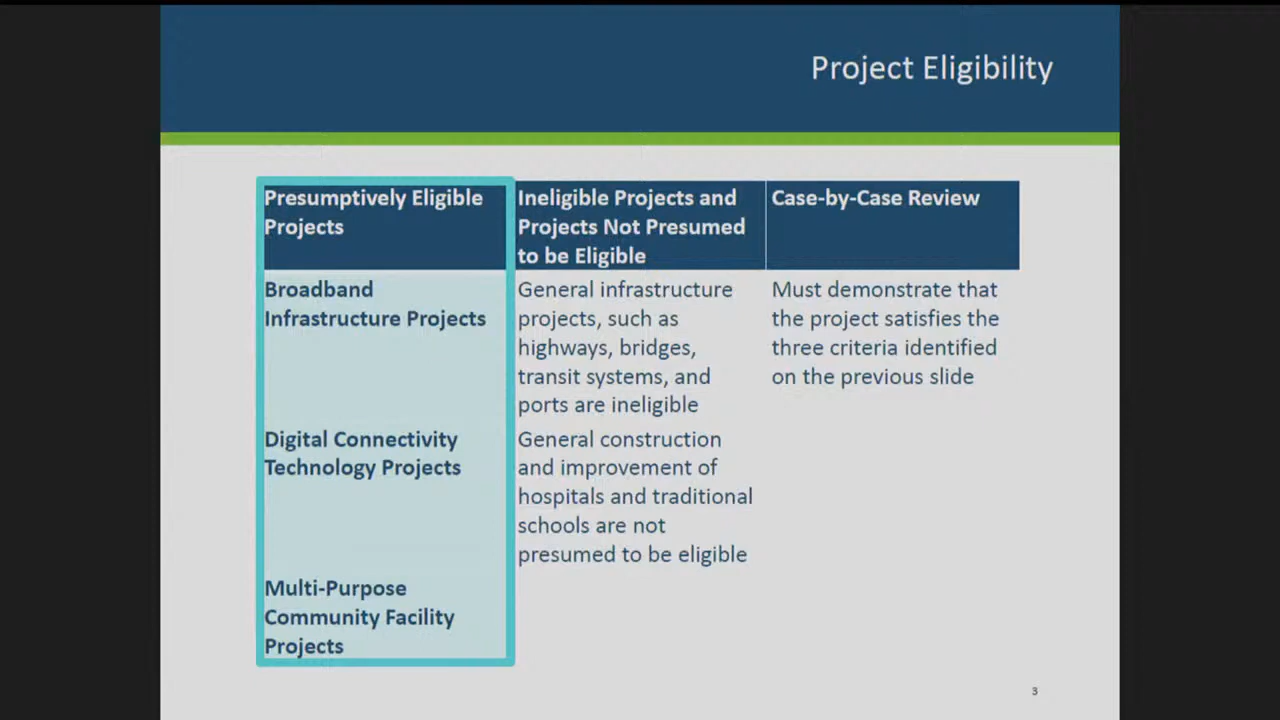 Project Eligibility
Presumptively Eligible
Projects
Ineligible Projects and
Projects Not Presumed
to be Eligible
Case-by-Case Review
Broadband
Infrastructure Projects
General infrastructure
projects, such as
highways, bridges,
transit systems, and
ports are ineligible
Must demonstrate that
the project satisfies the
three criteria identified
on the previous slide
Digital Connectivity
Technology Projects
General construction
and improvement of
hospitals and traditional
schools are not
presumed to be eligible
Multi-Purpose
Community Facility
Projects
3